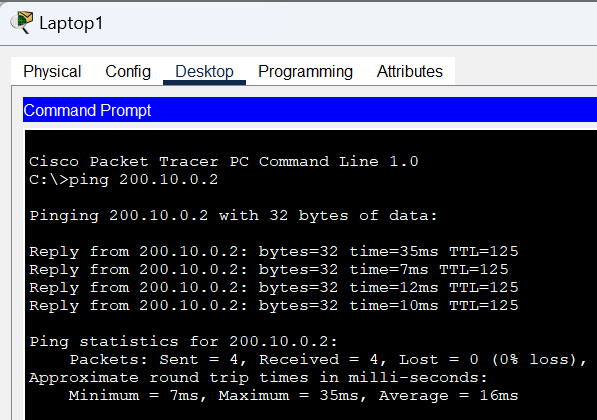 Laptop1
Physical Config Desktop Programming Attributes
Command Prompt
Cisco Packet Tracer PC Command Line 1.0
C:\>ping 200.10.0.2
Pinging 200.10.0.2 with 32 bytes of data:
Reply from 200.10.0.2: bytes=32 time=35ms TTL=125
Reply from 200.10.0.2: bytes=32 time=7ms TTL=125
Reply from 200.10.0.2: bytes=32 time=12ms TTL=125
Reply from 200.10.0.2: bytes=32 time=10ms TTL=125
Ping statistics for 200.10.0.2:
Packets: Sent = 4, Received = 4, Lost = 0 (0% loss),
Approximate round trip times in milli-seconds:
Minimum = 7ms, Maximum = 35ms, Average = 16ms